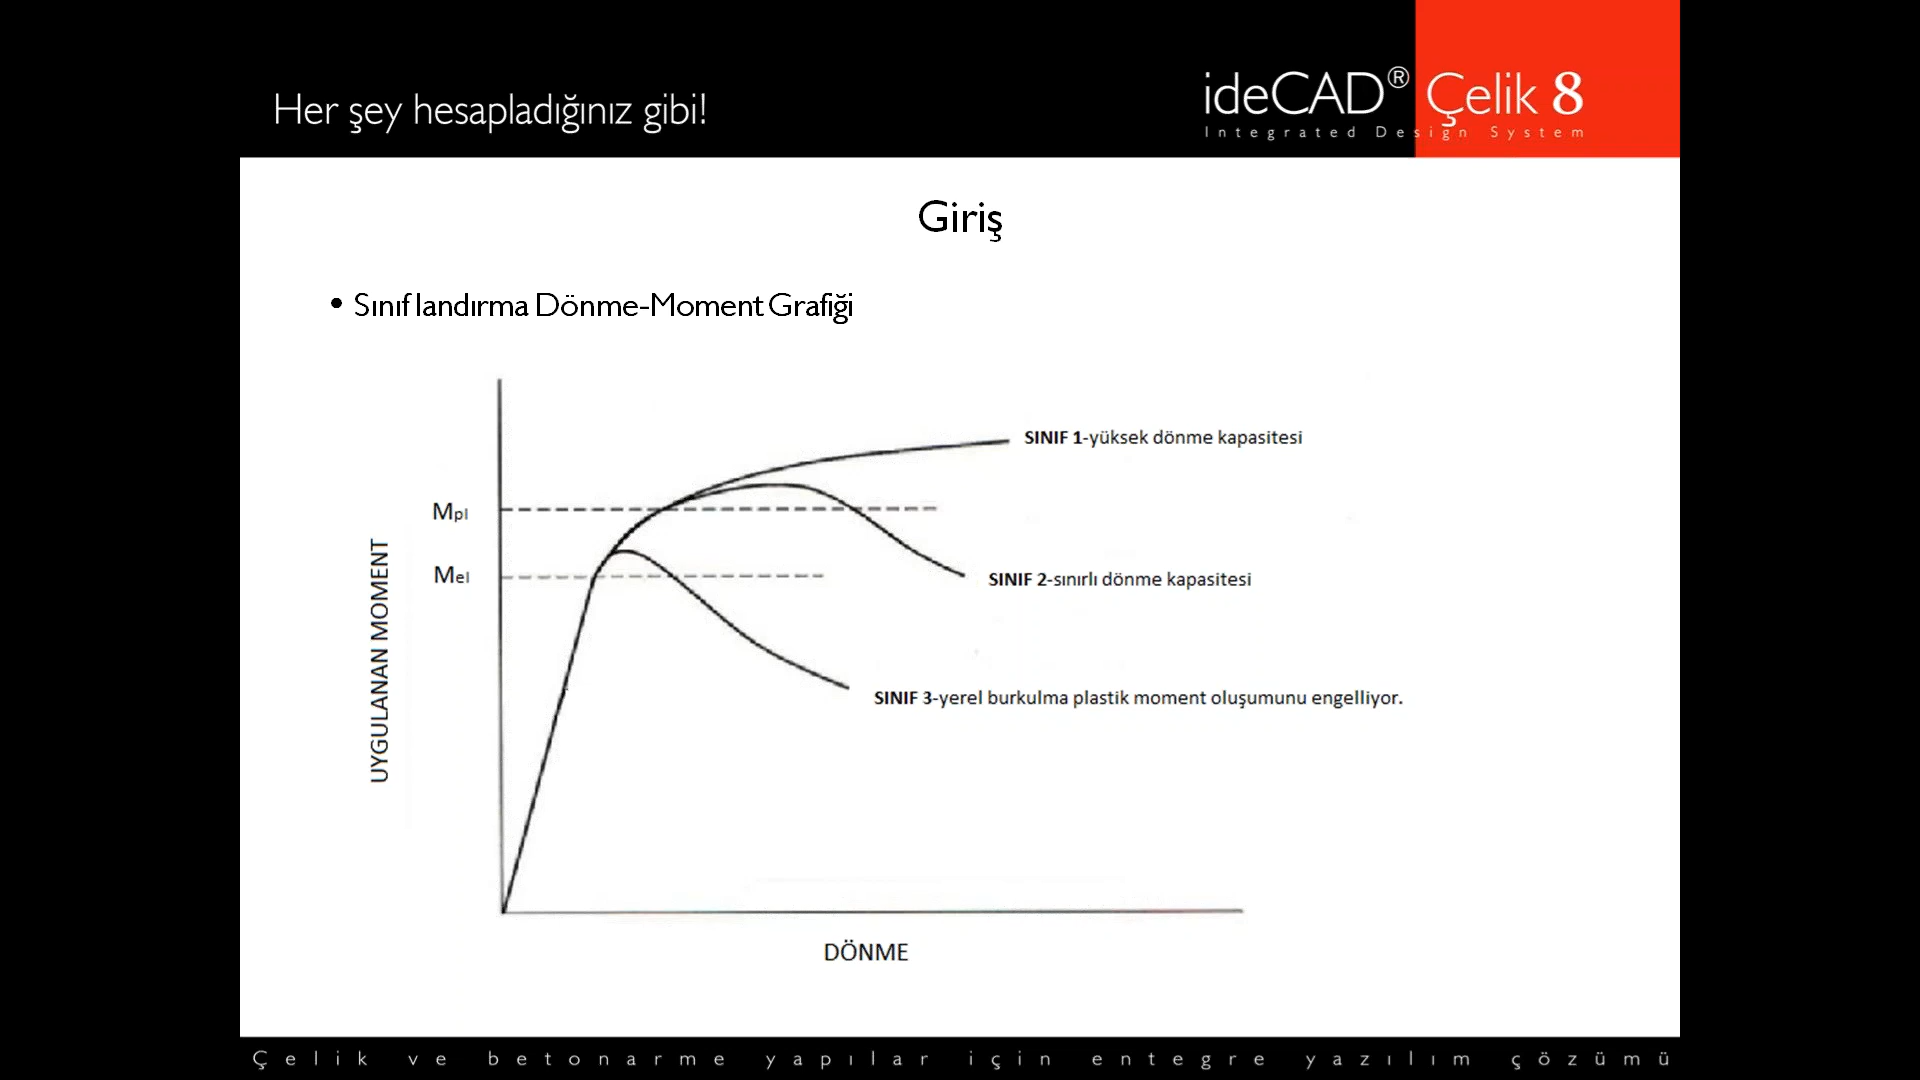 Her şey hesapladığınız gibi!
ideCAD® Çelik 8
Integrated Design System
Giriş
• Sınıflandırma Dönme-Moment Grafiği
SINIF 1-yüksek dönme kapasitesi
Mpl
UYGULANAN MOMENT
Mel
SINIF 2-sınırlı dönme kapasitesi
SINIF 3-yerel burkulma plastik moment oluşumunu engelliyor.
DÖNME
Çelik ve betonarme yapılar için entegre yazılım çözümü